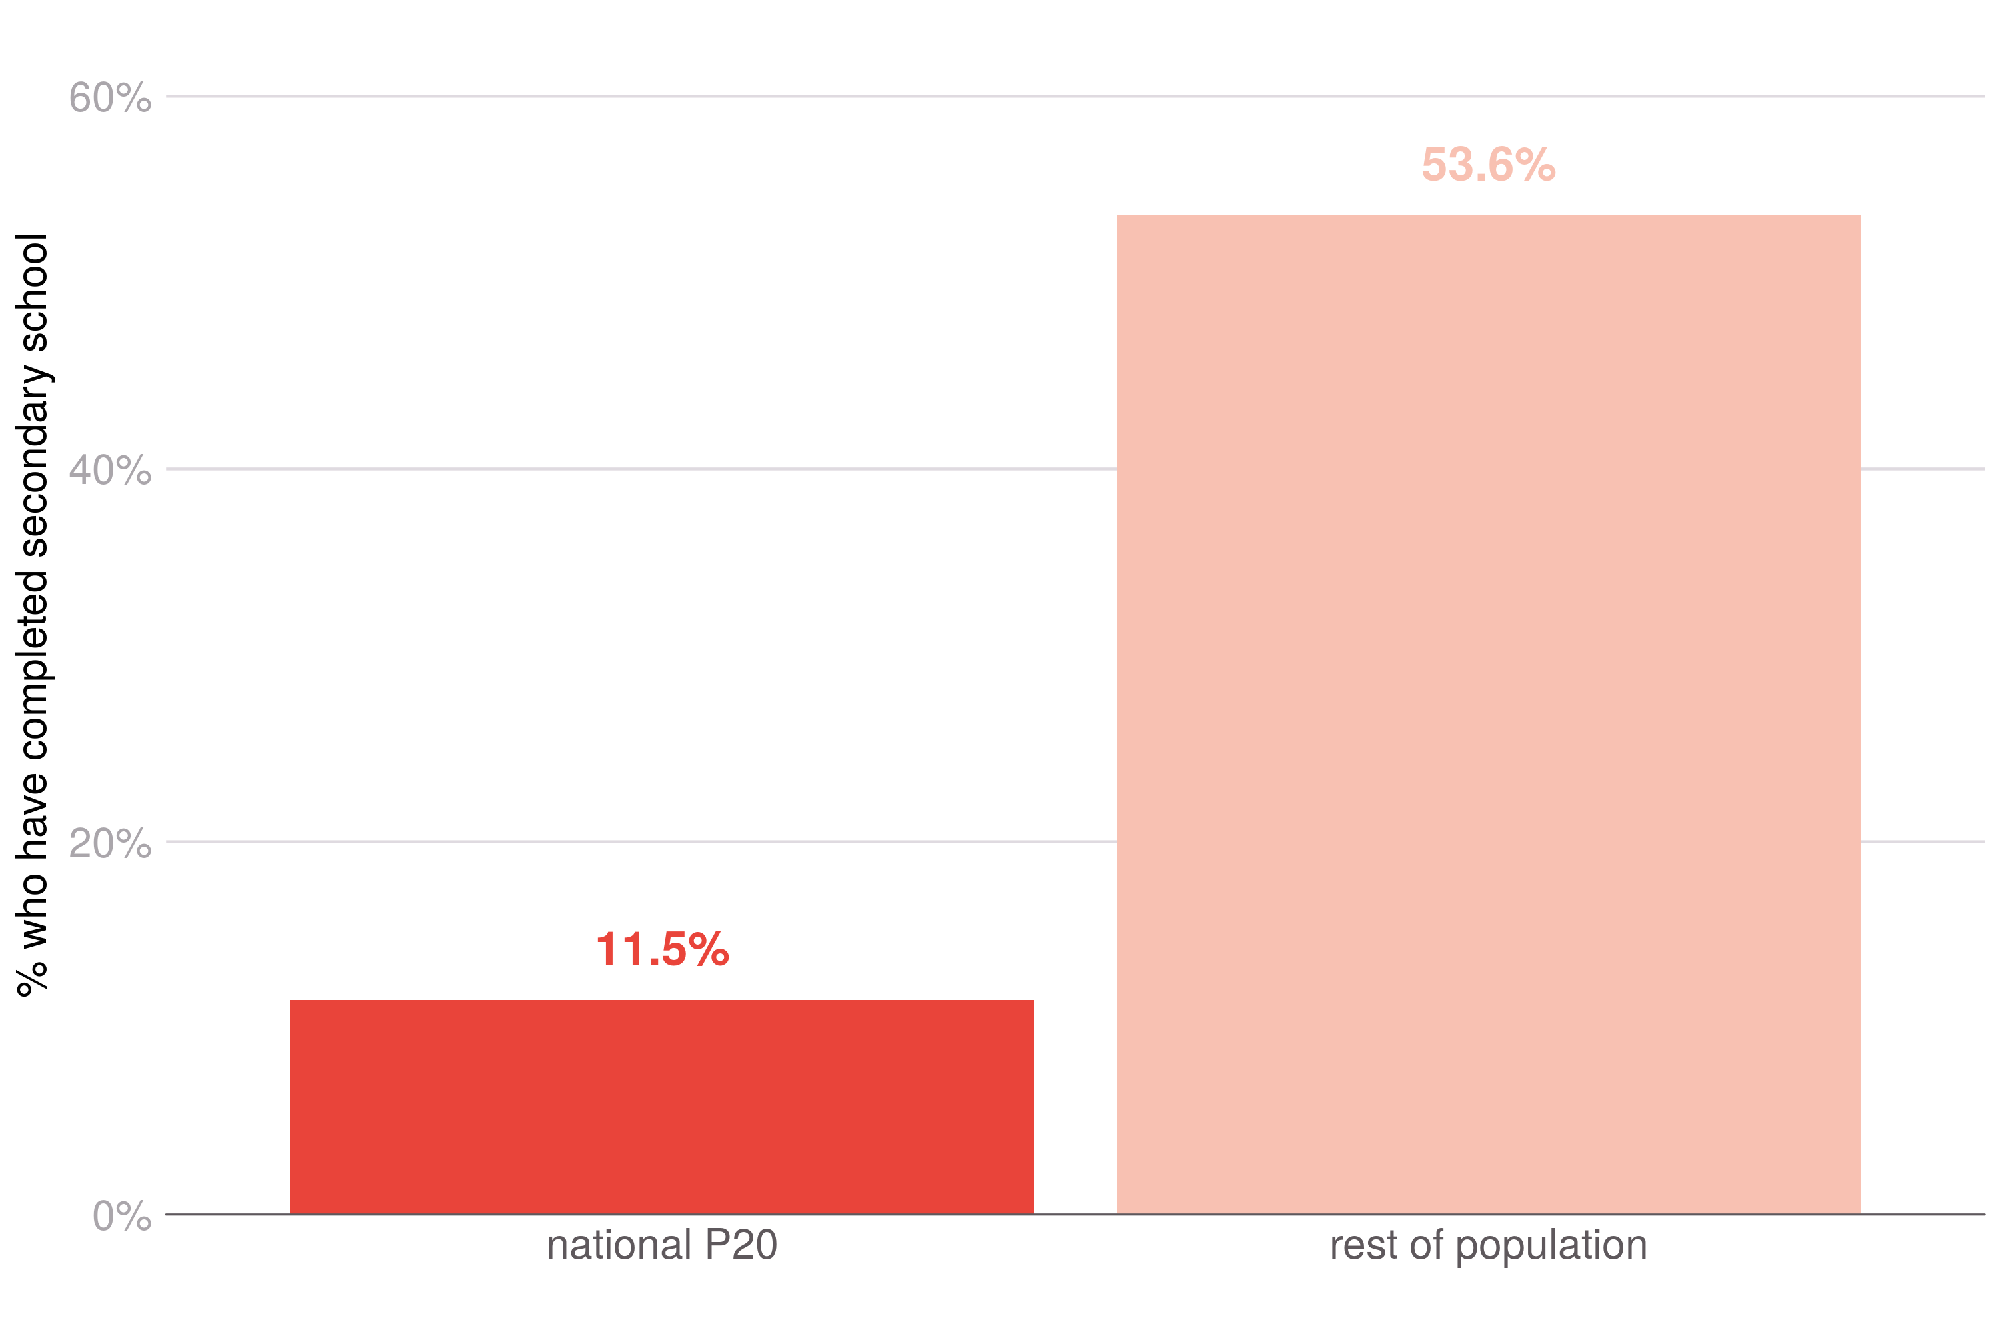 % who have completed secondary school
60%
40%
20%
0%
11.5%
53.6%
national P20
rest of population